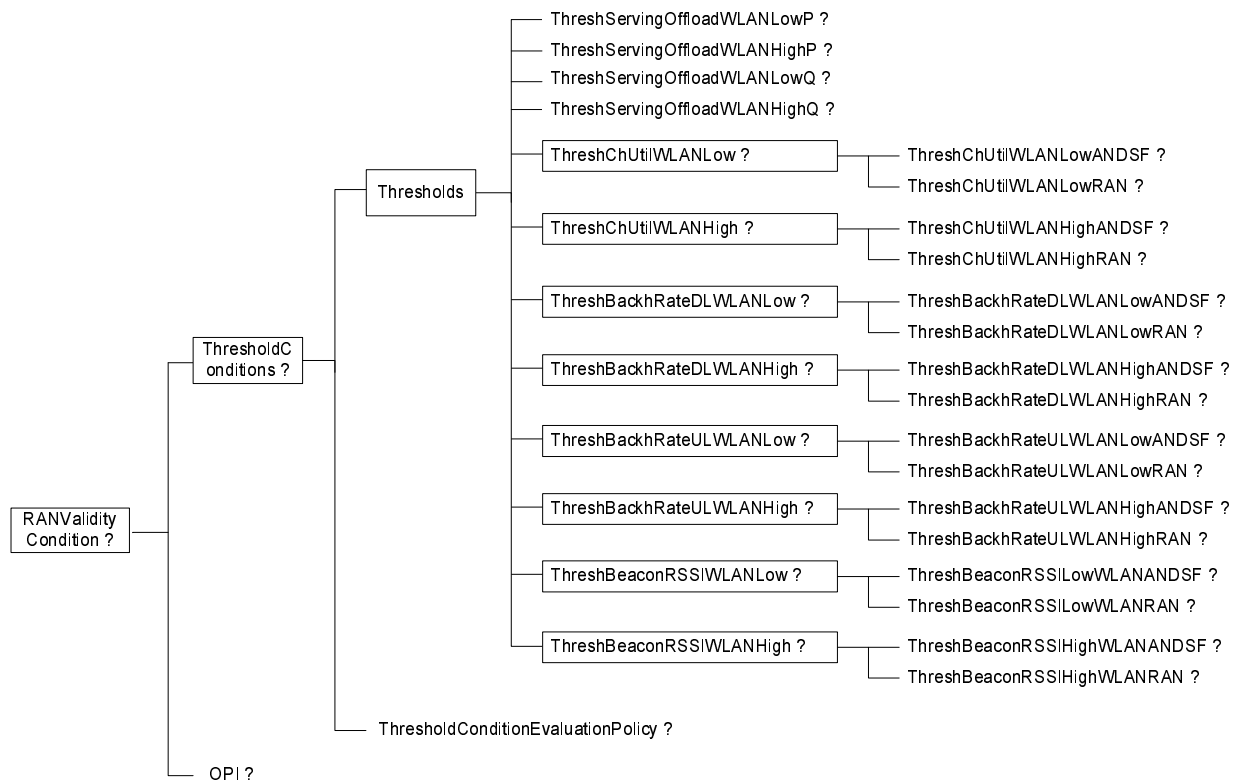 ThreshServingOffloadWLANLowP ?
ThreshServingOffloadWLANHighP ?
ThreshServingOffloadWLANLowQ ?
ThreshServingOffloadWLANHighQ ?
ThreshChUtilWLANLow ?
ThreshChUtilWLANLowANDSF ?
ThreshChUtilWLANLowRAN ?
Thresholds
ThreshChUtilWLANHigh ?
ThreshChUtilWLANHighANDSF ?
ThreshChUtilWLANHighRAN ?
ThreshBackhRateDLWLANLow ?
ThreshBackhRateDLWLANLowANDSF ?
ThreshBackhRateDLWLANLowRAN ?
ThresholdC
onditions ?
ThreshBackhRateDLWLANHigh ?
ThreshBackhRateDLWLANHighANDSF ?
ThreshBackhRateDLWLANHighRAN ?
ThreshBackhRateULWLANLow ?
ThreshBackhRateULWLANLowANDSF ?
ThreshBackhRateULWLANLowRAN ?
RANValidity
Condition ?
ThreshBackhRateULWLANHigh ?
ThreshBackhRateULWLANHighANDSF ?
ThreshBackhRateULWLANHighRAN ?
ThreshBeaconRSSIWLANLow ?
ThreshBeaconRSSILowWLANANDSF ?
ThreshBeaconRSSILowWLANRAN ?
ThreshBeaconRSSIWLANHigh ?
ThreshBeaconRSSIHighWLANANDSF ?
ThreshBeaconRSSIHighWLANRAN ?
ThresholdConditionEvaluationPolicy ?
OPI ?